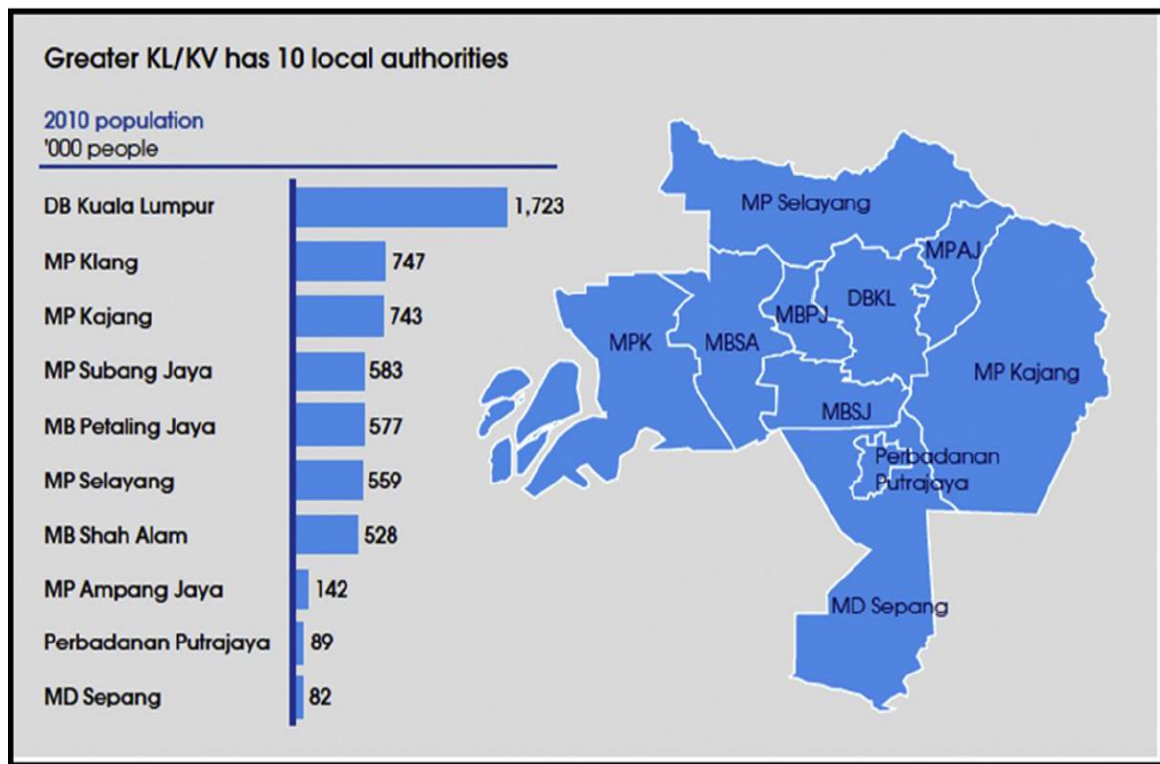 Greater KL/KV has 10 local authorities
2010 population
'000 people
DB Kuala Lumpur 1,723
MP Klang 747
MP Kajang 743
MP Subang Jaya 583
MB Petaling Jaya 577
MP Selayang 559
MB Shah Alam 528
MP Ampang Jaya 142
Perbadanan Putrajaya 89
MD Sepang 82
MP Selayang
MPAJ
DBKL
MBPJ
MPK
MBSA
MP Kajang
MBSJ
Perbadanan
Putrajaya
MD Sepang